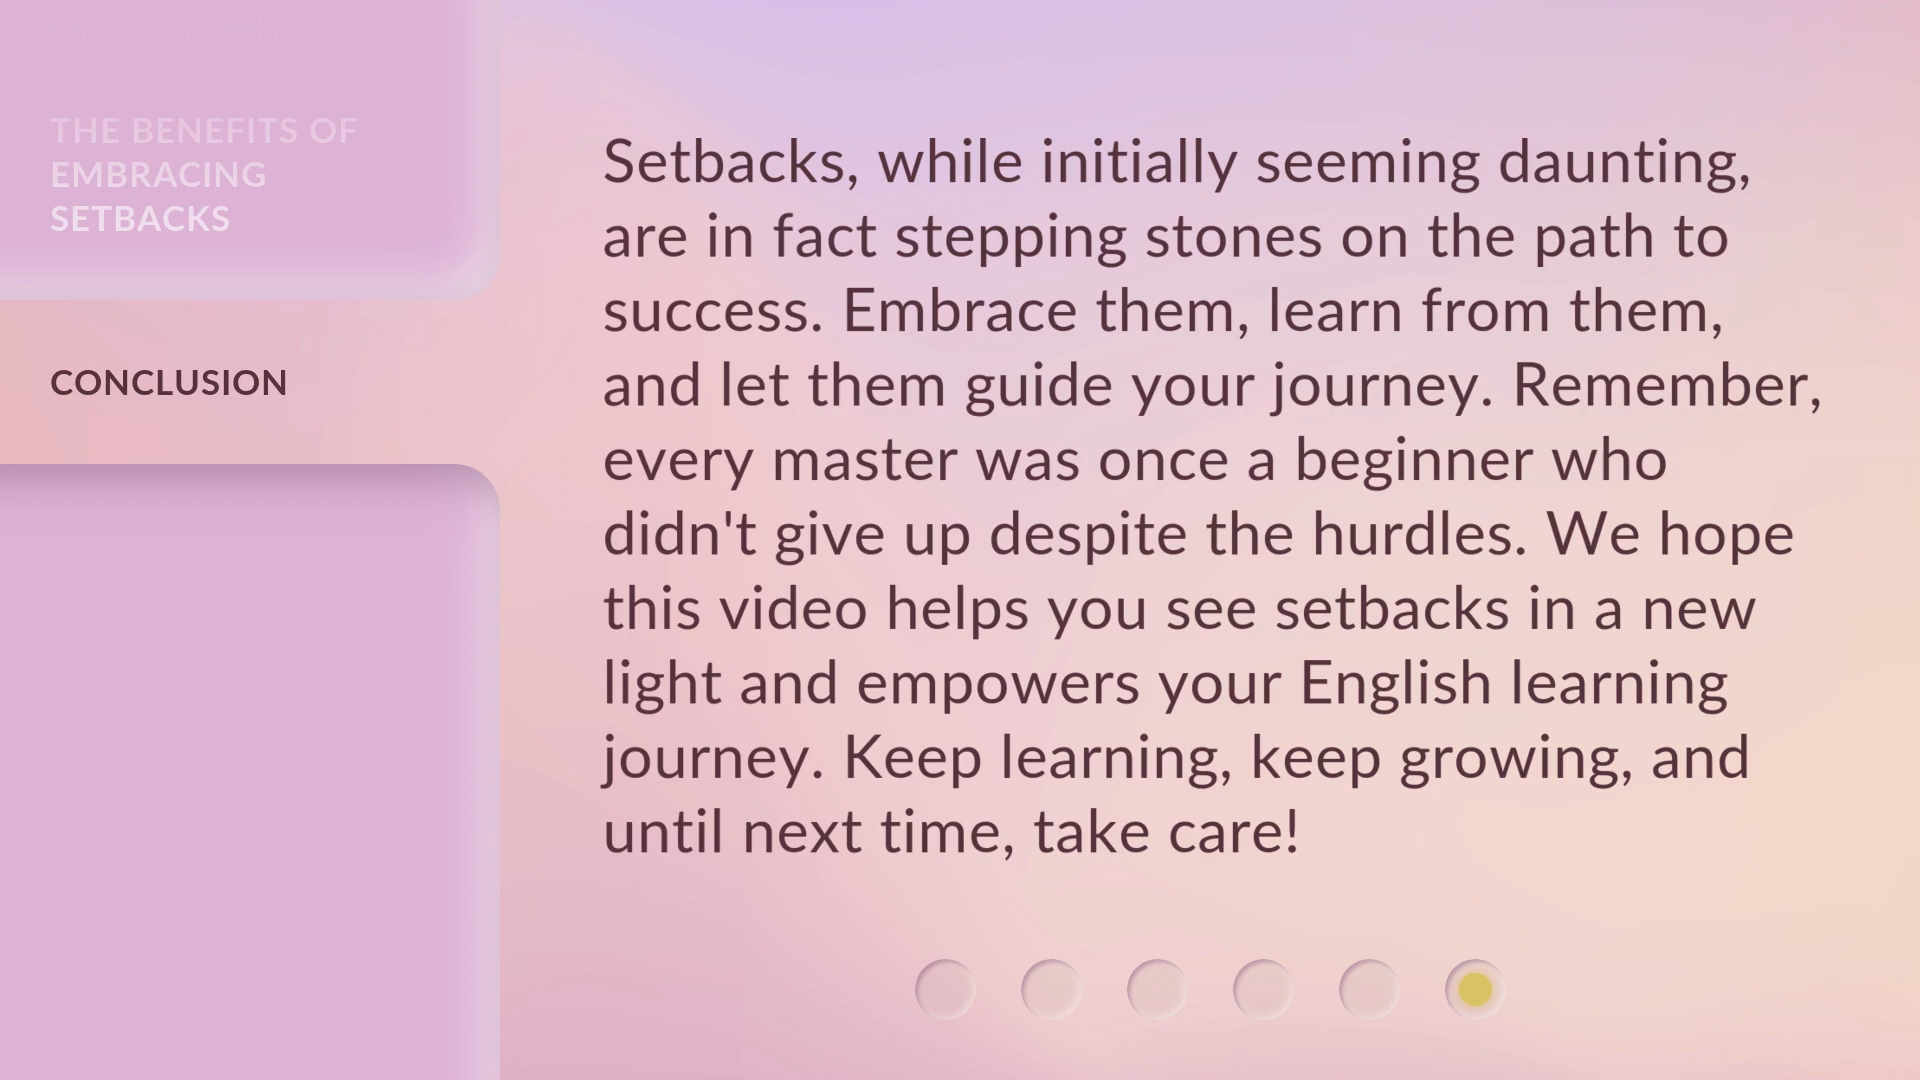 OPPORTUNITIES
THE BENEFITS OF
EMBRACING
SETBACKS
CONCLUSION
Setbacks, while initially seeming daunting,
are in fact stepping stones on the path to
success. Embrace them, learn from them,
and let them guide your journey. Remember,
every master was once a beginner who
didn't give up despite the hurdles. We hope
this video helps you see setbacks in a new
light and empowers your English learning
journey. Keep learning, keep growing, and
until next time, take care!